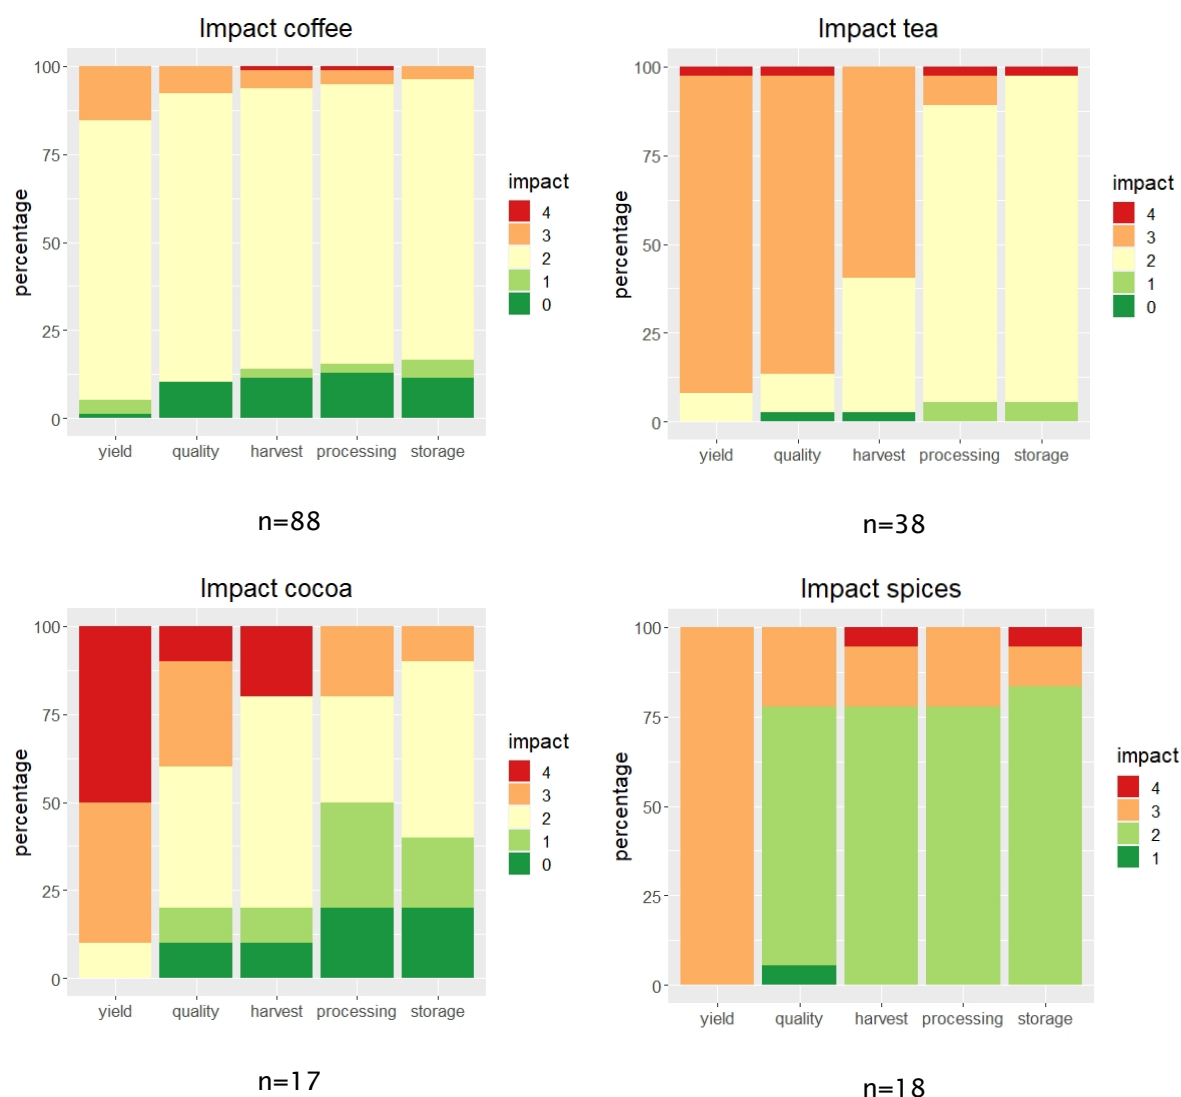 Impact coffee
100
75
50
25
0
percentage
yield quality harvest processing storage
impact
4
3
2
1
0
n=88
Impact tea
100
75
50
25
0
percentage
yield quality harvest processing storage
impact
4
3
2
1
0
n=38
Impact cocoa
100
75
50
25
0
percentage
yield quality harvest processing storage
impact
4
3
2
1
0
n=17
Impact spices
100
75
50
25
0
percentage
yield quality harvest processing storage
impact
4
3
2
1
n=18